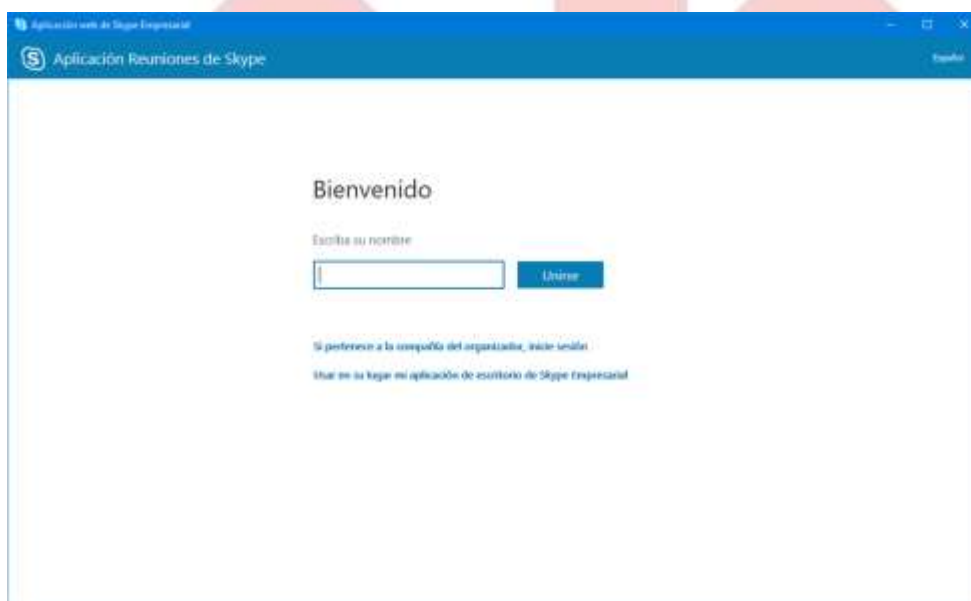 Aplicación web de Skype Empresarial
Aplicación Reuniones de Skype
Español
Bienvenido
Escriba su nombre
Unirse
Si pertenece a la compañía del organizador, inicie sesión
Usar en su lugar mi aplicación de escritorio de Skype Empresarial